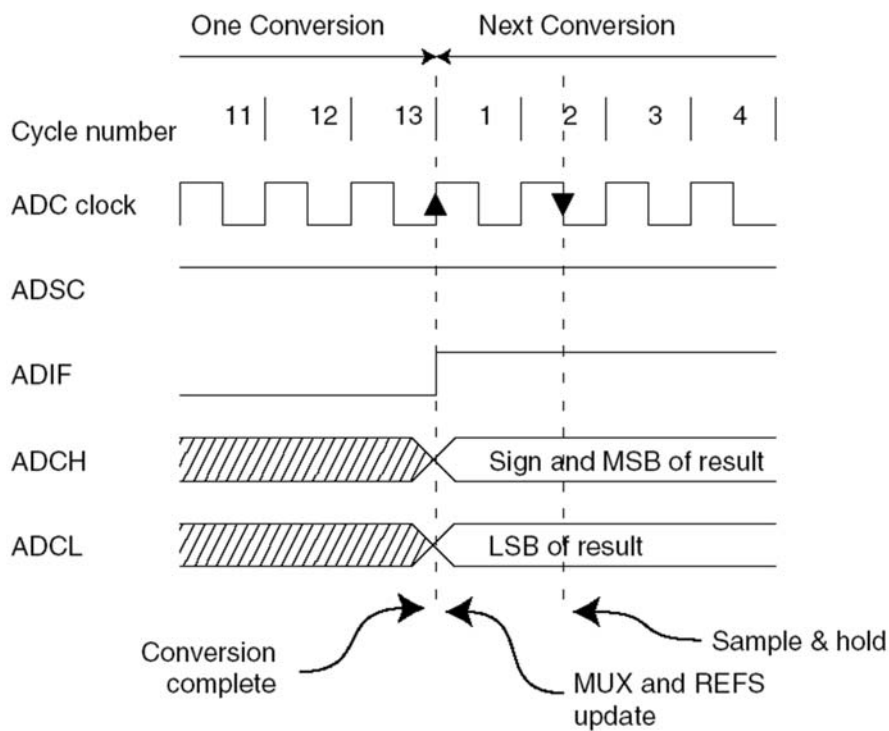 One Conversion Next Conversion
Cycle number 11 12 13 1 2 3 4
ADC clock
ADSC
ADIF
ADCH Sign and MSB of result
ADCL LSB of result
Sample & hold
Conversion
complete
MUX and REFS
update